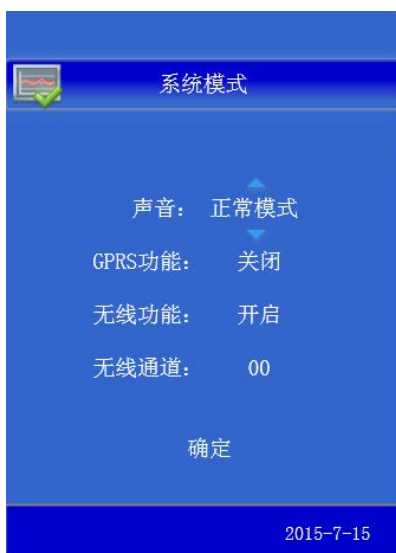 系统模式
声音： 正常模式
GPRS功能： 关闭
无线功能： 开启
无线通道： 00
确定
2015-7-15